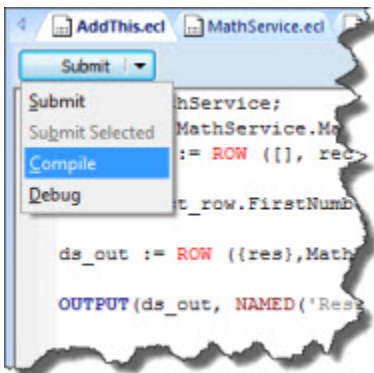 AddThis.ecl MathService.ecl
Submit
Submit
Submit Selected
Compile
Debug
hService;
MathService.Ma
:= ROW ([], rec
t_row.FirstNumb
ds_out := ROW ({res},Math
OUTPUT(ds_out, NAMED('Res